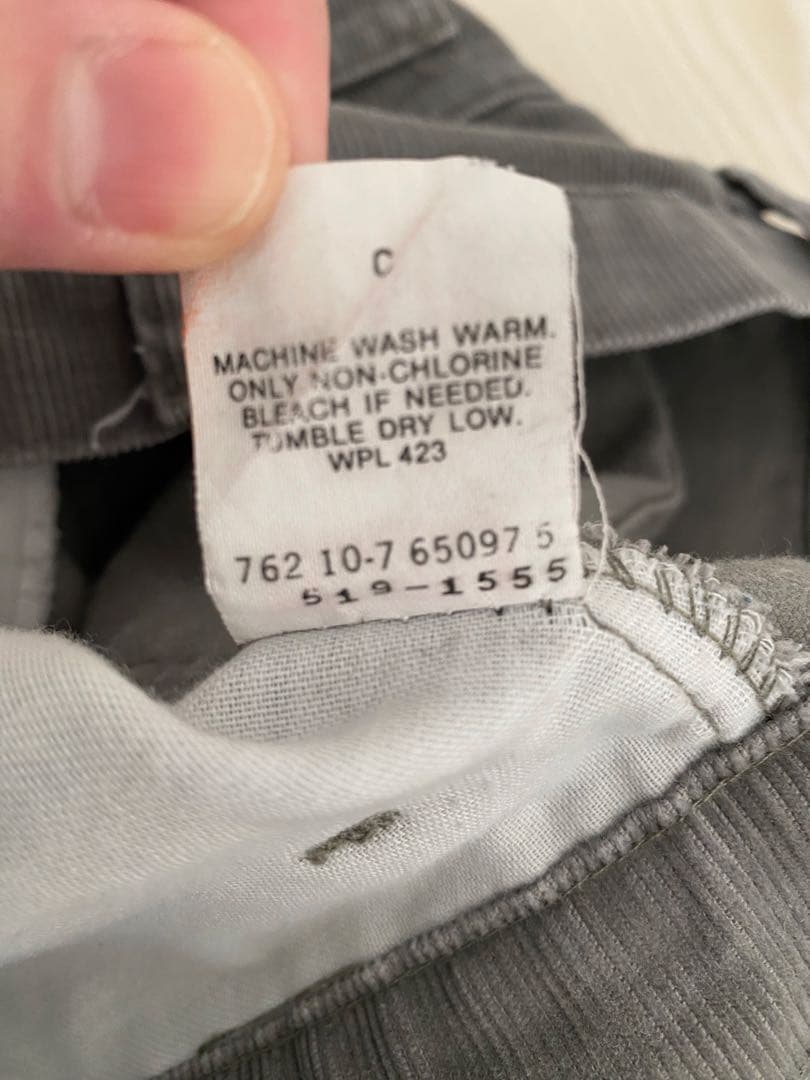 C
MACHINE WASH WARM.
ONLY NON-CHLORINE
BLEACH IF NEEDED.
TUMBLE DRY LOW.
WPL 423
762 10-7 65097 5
519-1555